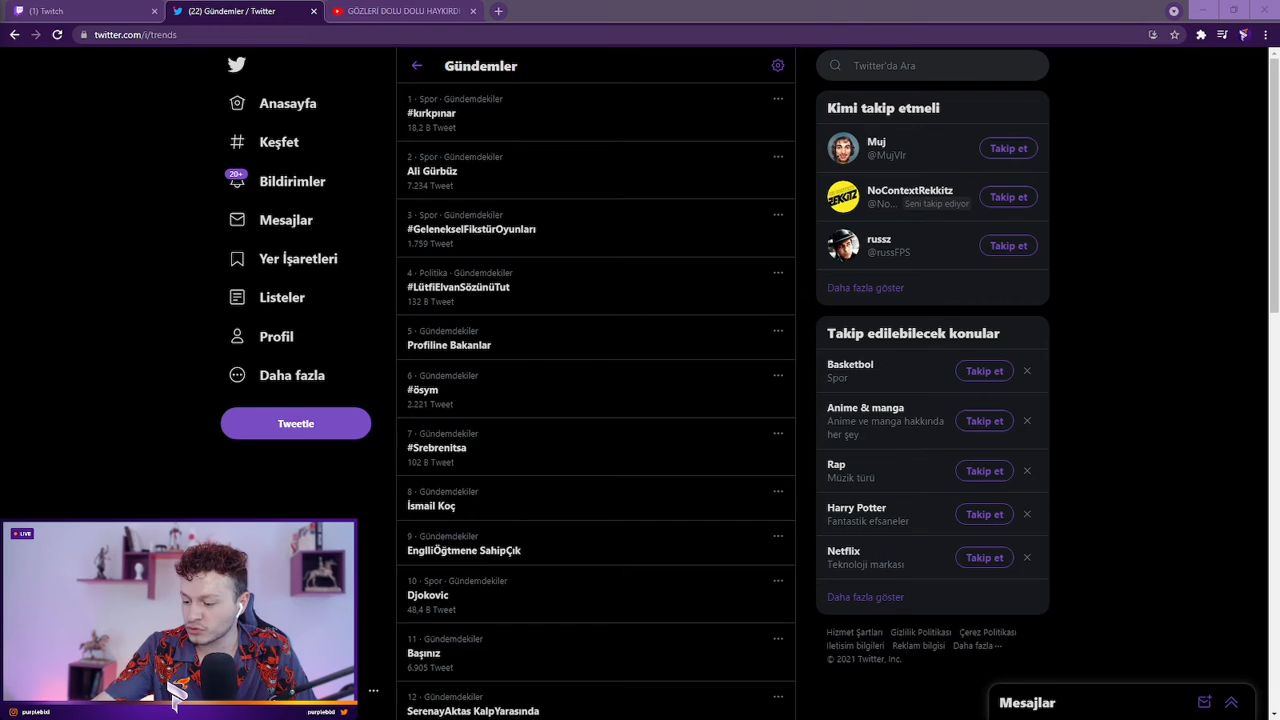 (1) Twitch
(22) Gündemler / Twitter
GÖZLERİ DOLU DOLU HAYKIRDI
twitter.com/i/trends
Anasayfa
Keşfet
20+
Bildirimler
Mesajlar
Yer İşaretleri
Listeler
Profil
Daha fazla
Tweetle
LIVE
purplebixi
purplebixi
Gündemler
1 · Spor · Gündemdekiler
#kırkpınar
18,2 B Tweet
2 · Spor · Gündemdekiler
Ali Gürbüz
7.234 Tweet
3 · Spor · Gündemdekiler
#GelenekselFikstürOyunları
1.759 Tweet
4 · Politika · Gündemdekiler
#LütfiElvanSözünüTut
132 B Tweet
5 · Gündemdekiler
Profiline Bakanlar
6 · Gündemdekiler
#ösym
2.221 Tweet
7 · Gündemdekiler
#Srebrenitsa
102 B Tweet
8 · Gündemdekiler
İsmail Koç
9 · Gündemdekiler
EnglliÖğtmene SahipÇık
10 · Spor · Gündemdekiler
Djokovic
48,4 B Tweet
11 · Gündemdekiler
Başınız
6.905 Tweet
12 · Gündemdekiler
SerenayAktas KalpYarasında
Twitter'da Ara
Kimi takip etmeli
Muj
@MujVlr
Takip et
NoContextRekkitz
@No... Seni takip ediyor
Takip et
russz
@russFPS
Takip et
Daha fazla göster
Takip edilebilecek konular
Basketbol
Spor
Takip et
Anime & manga
Anime ve manga hakkında
her şey
Takip et
Rap
Müzik türü
Takip et
Harry Potter
Fantastik efsaneler
Takip et
Netflix
Teknoloji markası
Takip et
Daha fazla göster
Hizmet Şartları Gizlilik Politikası Çerez Politikası
İletişim bilgileri Reklam bilgisi Daha fazla ···
© 2021 Twitter, Inc.
Mesajlar